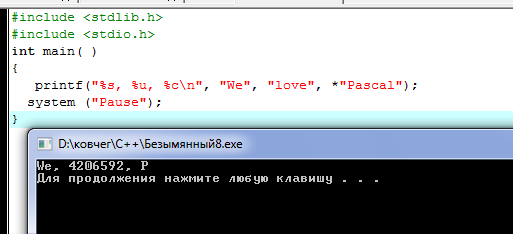 #include <stdlib.h>
#include <stdio.h>
int main( )
{
printf("%s, %u, %c\n", "We", "love", *"Pascal");
system ("Pause");
}
D:\ковчег\C++\Безымянный8.exe
We, 4206592, P
Для продолжения нажмите любую клавишу . . .